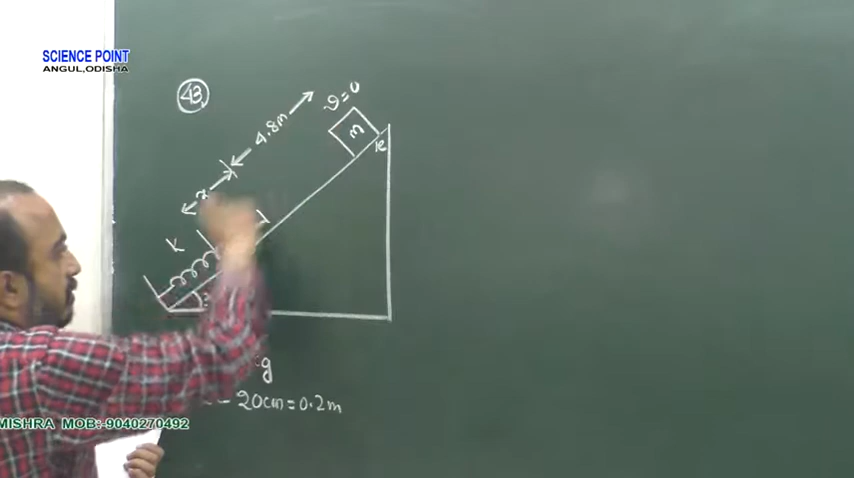 SCIENCE POINT
ANGUL,ODISHA
43
v=0
4.8m
m
x
K
g
20cm = 0.2m
MISHRA MOB:-9040270492